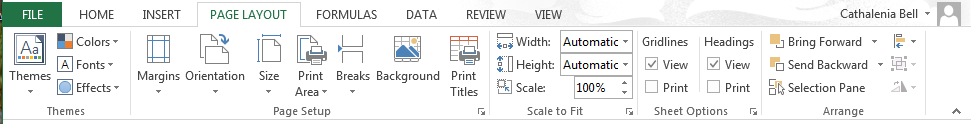 FILE HOME INSERT PAGE LAYOUT FORMULAS DATA REVIEW VIEW Cathalenia Bell
Aa Colors Width: Automatic Gridlines Headings Bring Forward
A Fonts Height: Automatic View View Send Backward
Themes Margins Orientation Size Print Area Breaks Background Print Titles
Effects Scale: 100% Print Print Selection Pane
Themes Page Setup Scale to Fit Sheet Options Arrange